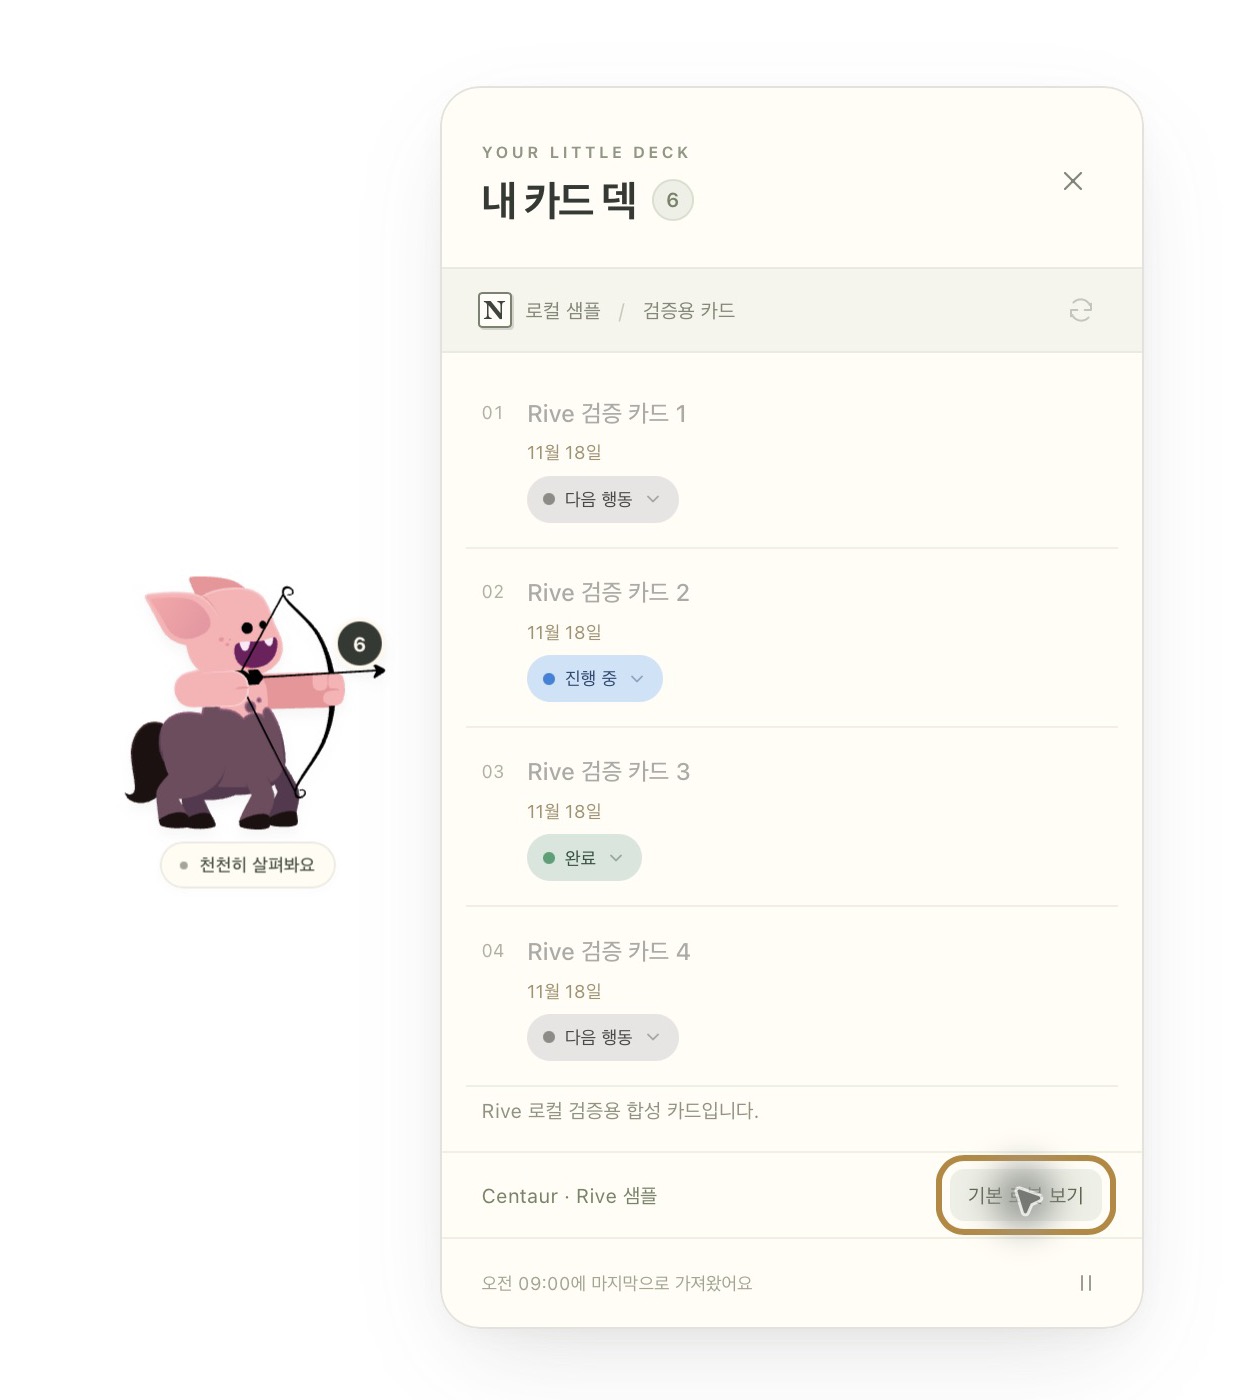 YOUR LITTLE DECK
내 카드 덱 6
N 로컬 샘플 / 검증용 카드
01 Rive 검증 카드 1
11월 18일
다음 행동
02 Rive 검증 카드 2
11월 18일
진행 중
03 Rive 검증 카드 3
11월 18일
완료
04 Rive 검증 카드 4
11월 18일
다음 행동
Rive 로컬 검증용 합성 카드입니다.
Centaur · Rive 샘플
기본 보기
오전 09:00에 마지막으로 가져왔어요
6
천천히 살펴봐요